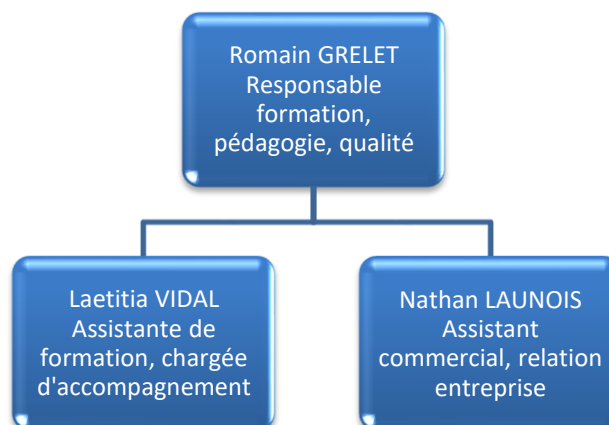 Romain GRELET
Responsable
formation,
pédagogie, qualité
Laetitia VIDAL
Assistante de
formation, chargée
d'accompagnement
Nathan LAUNOIS
Assistant
commercial, relation
entreprise